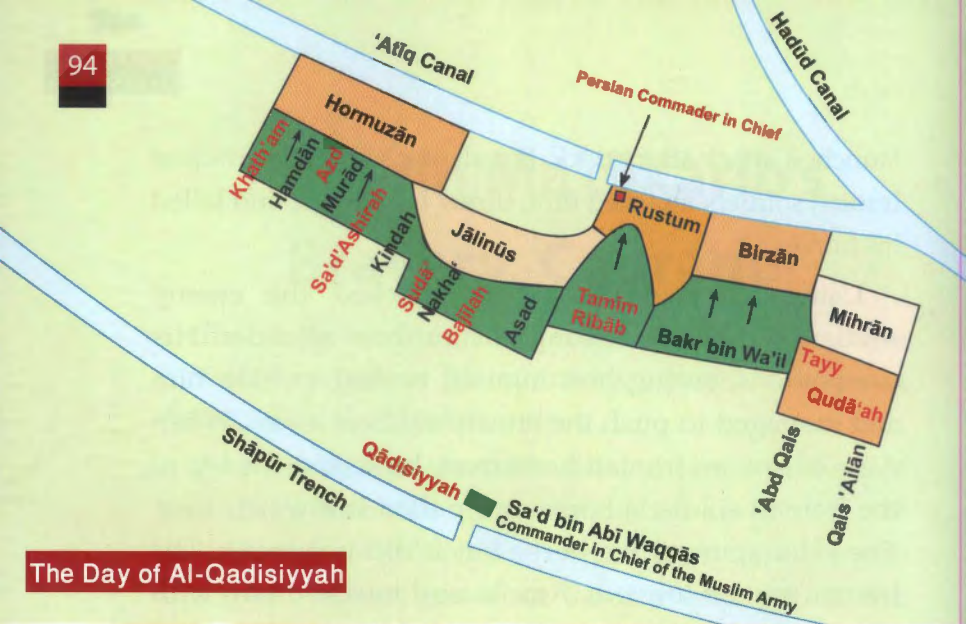 94
'Atīq Canal
Hadūd Canal
Persian Commader in Chief
Hormuzān
Khath'am
Hamdān
Azd
Murād
Sa'd'Ashirah
Kindah
Jālinūs
Rustum
Birzān
Mihrān
Sudā'
Nakha'
Bajīlah
Asad
Tamīm
Ribāb
Bakr bin Wa'il
Tayy
Qudā'ah
'Abd Qais
Qais 'Ailān
Shāpūr Trench
Qādisiyyah
Sa'd bin Abi Waqqās
Commander in Chief of the Muslim Army
The Day of Al-Qadisiyyah